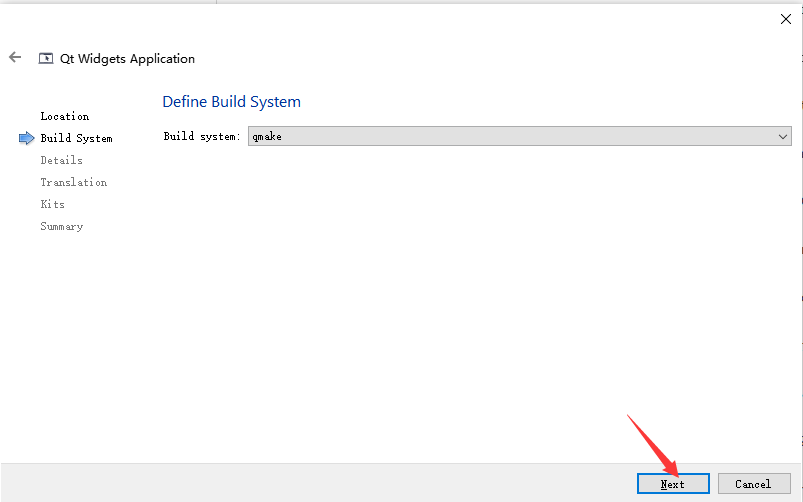 Qt Widgets Application
Define Build System
Location
Build System
Build system: qmake
Details
Translation
Kits
Summary
Next
Cancel